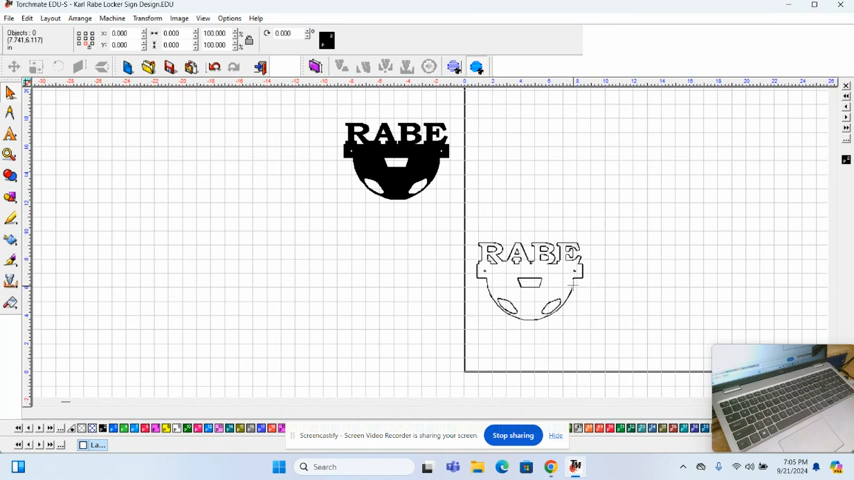 Torchmate EDU-S - Karl Rabe Locker Sign Design.EDU
File Edit Layout Arrange Machine Transform Image View Options Help
Objects : 0
(7.741,6.117)
in
X: 0.000 0.000 100.000 % 0.000 °
Y: 0.000 0.000 100.000 %
RABE
RABE
La...
Screencastify - Screen Video Recorder is sharing your screen. Stop sharing Hide
Search
7:05 PM
9/21/2024